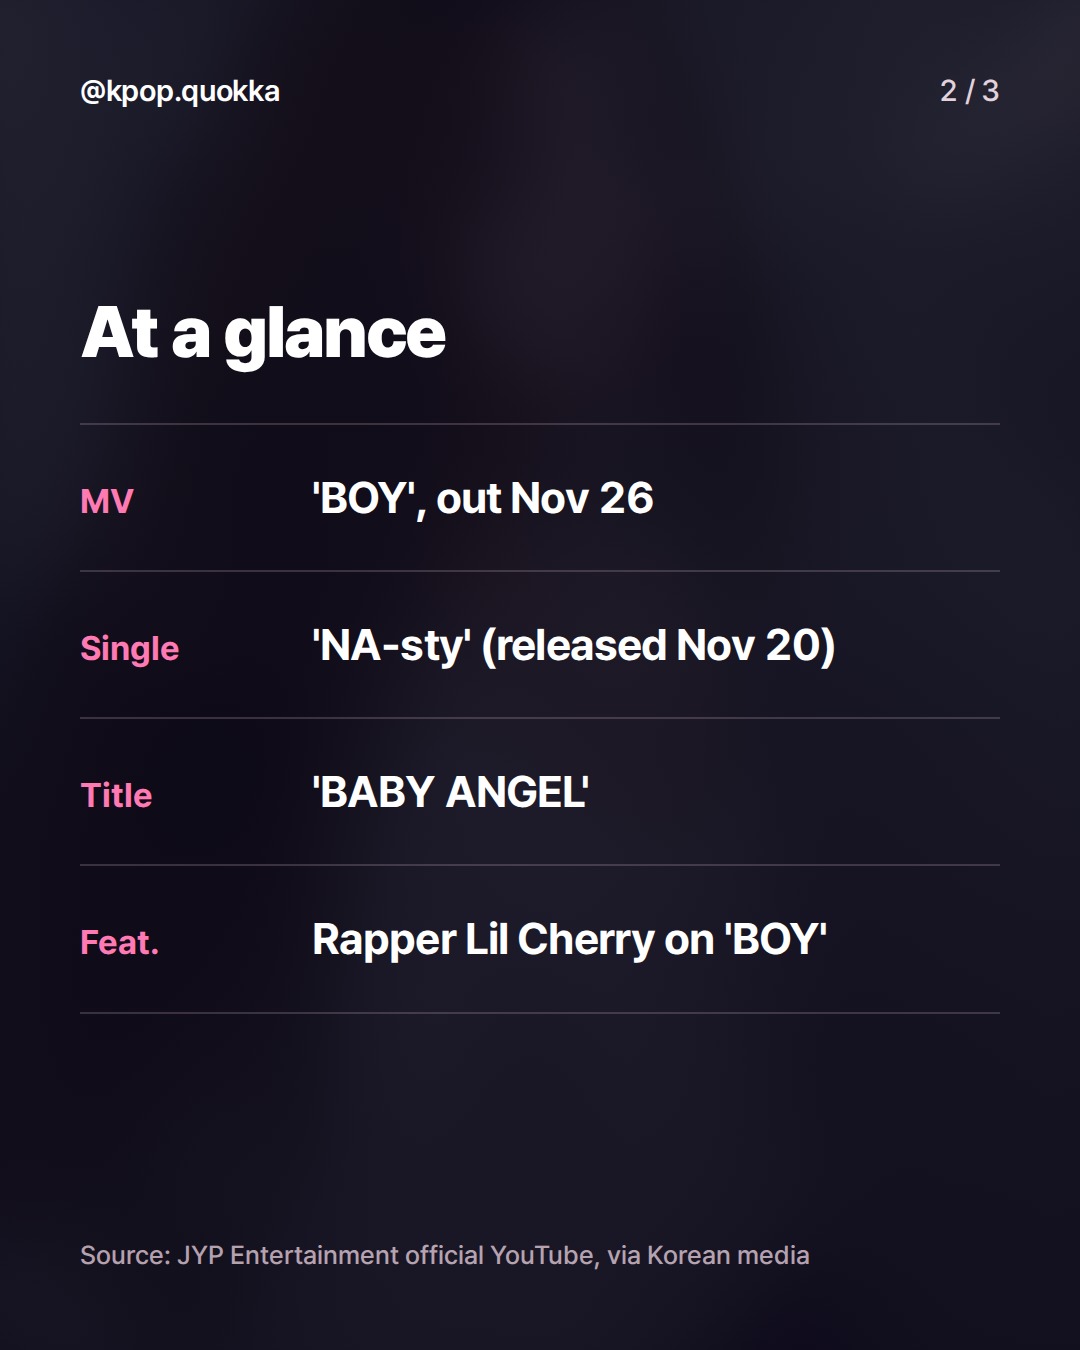 @kpop.quokka
2 / 3
At a glance
MV 'BOY', out Nov 26
Single 'NA-sty' (released Nov 20)
Title 'BABY ANGEL'
Feat. Rapper Lil Cherry on 'BOY'
Source: JYP Entertainment official YouTube, via Korean media